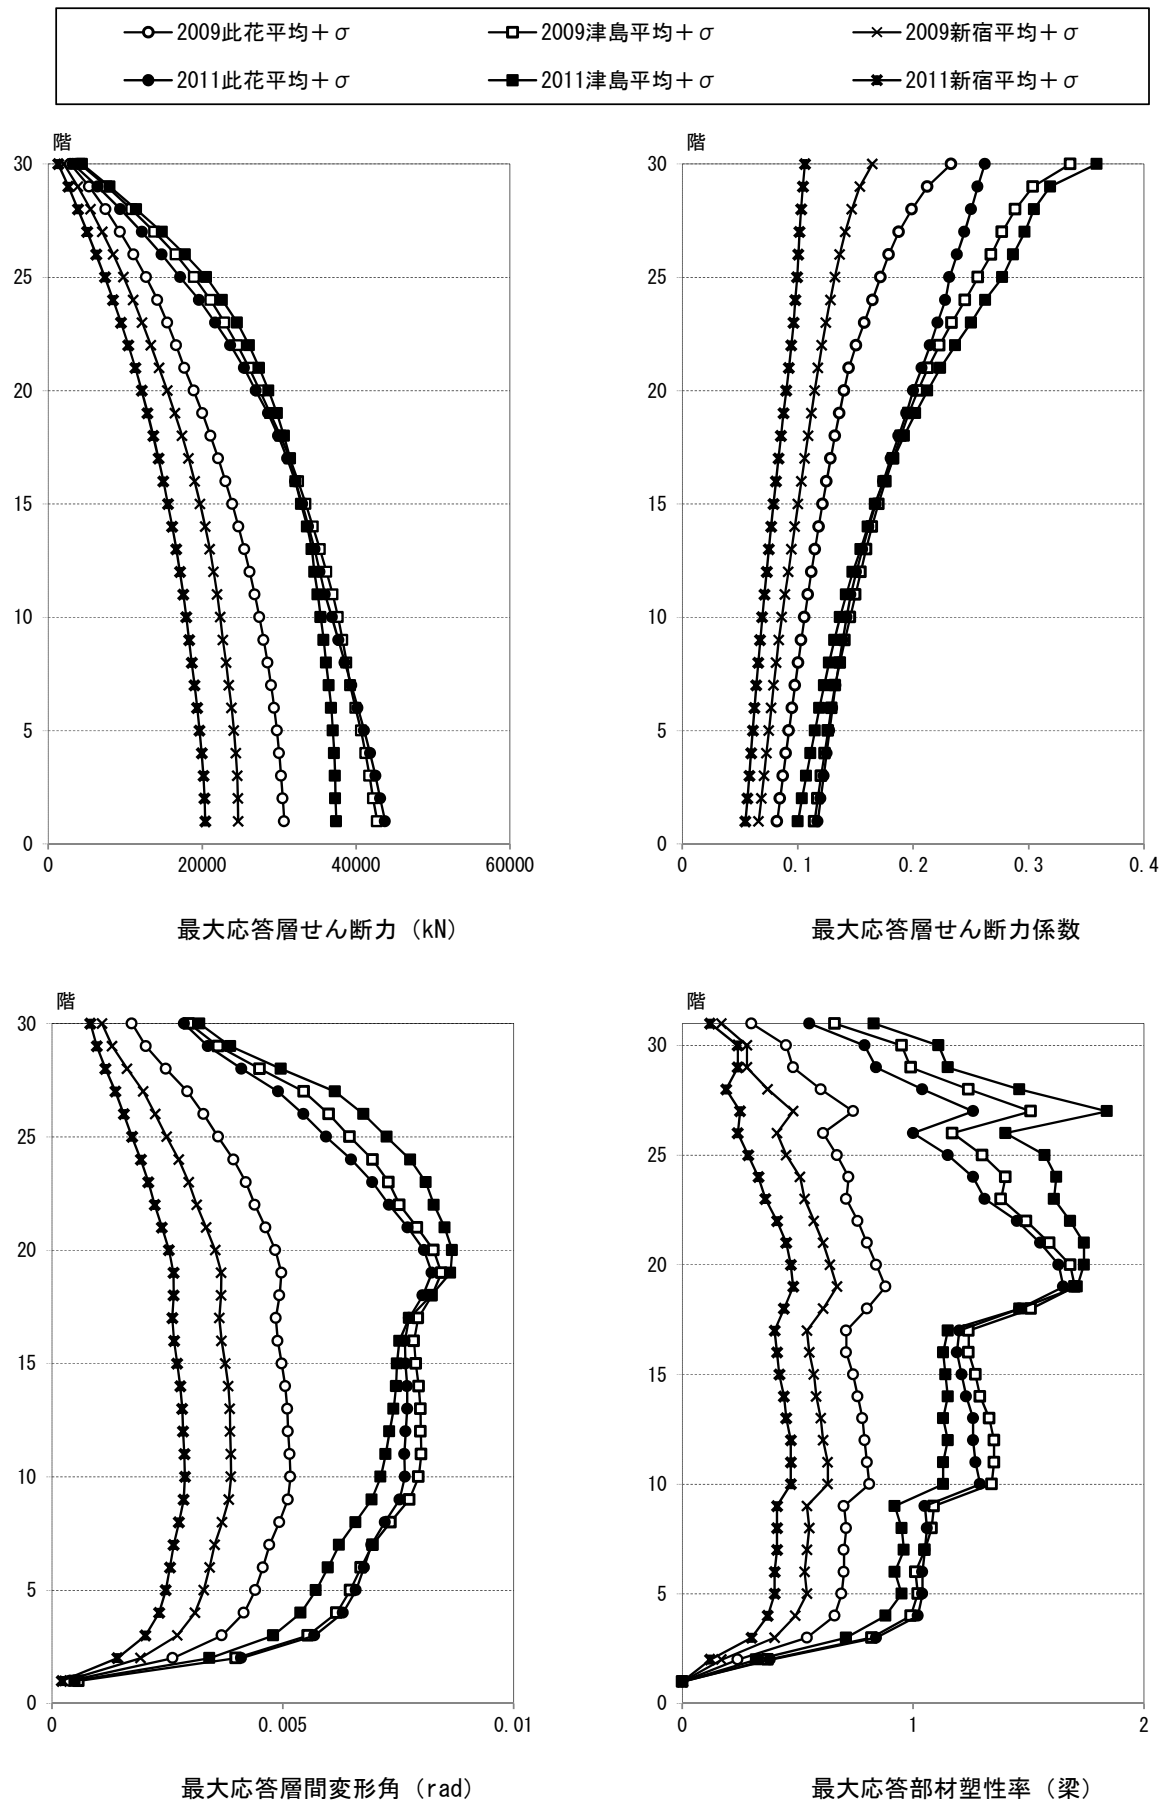 2009此花平均+σ 2009津島平均+σ 2009新宿平均+σ
2011此花平均+σ 2011津島平均+σ 2011新宿平均+σ
階
30
25
20
15
10
5
0
0 20000 40000 60000
最大応答層せん断力 (kN)
階
30
25
20
15
10
5
0
0 0.1 0.2 0.3 0.4
最大応答層せん断力係数
階
30
25
20
15
10
5
0
0 0.005 0.01
最大応答層間変形角 (rad)
階
30
25
20
15
10
5
0
0 1 2
最大応答部材塑性率 (梁)